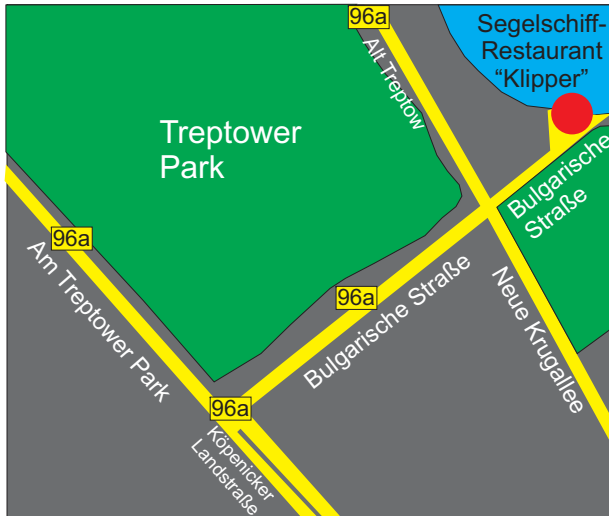 96a
Segelschiff-
Restaurant
“Klipper”
Alt Treptow
Treptower
Park
Bulgarische
Straße
96a
Am Treptower Park
96a
Bulgarische Straße
Neue Krugallee
96a
Köpenicker
Landstraße